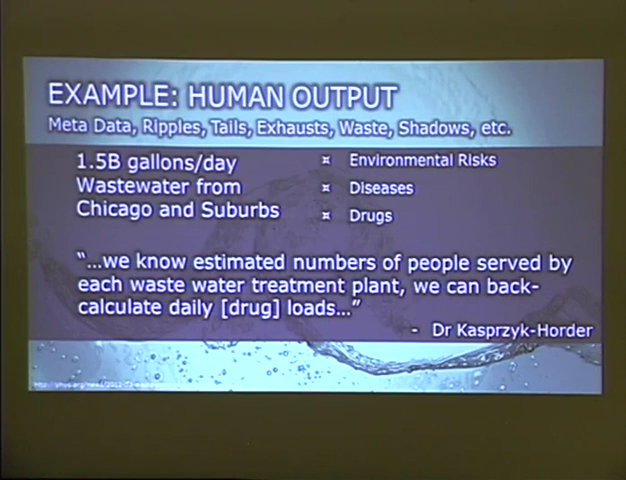 EXAMPLE: HUMAN OUTPUT
Meta Data, Ripples, Tails, Exhausts, Waste, Shadows, etc.
1.5B gallons/day
Wastewater from
Chicago and Suburbs
¤ Environmental Risks
¤ Diseases
¤ Drugs
“...we know estimated numbers of people served by
each waste water treatment plant, we can back-
calculate daily [drug] loads...”
- Dr Kasprzyk-Horder